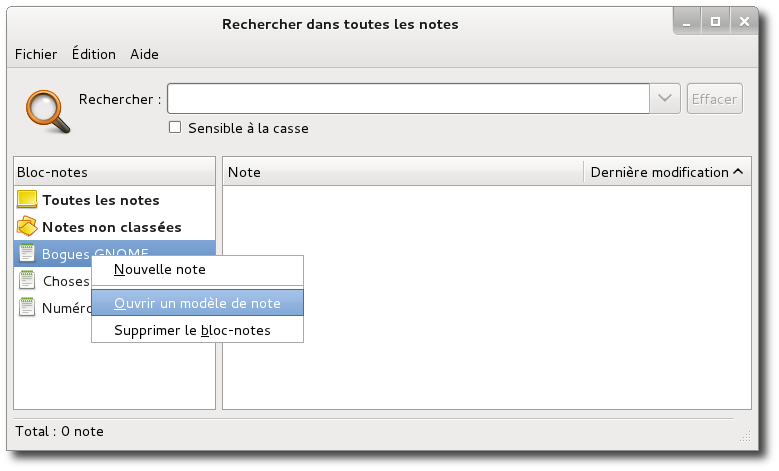 Rechercher dans toutes les notes
Fichier Édition Aide
Rechercher : Effacer
Sensible à la casse
Bloc-notes Note Dernière modification
Toutes les notes
Notes non classées
Bogues GNOME
Nouvelle note
Choses
Ouvrir un modèle de note
Supprimer le bloc-notes
Total : 0 note